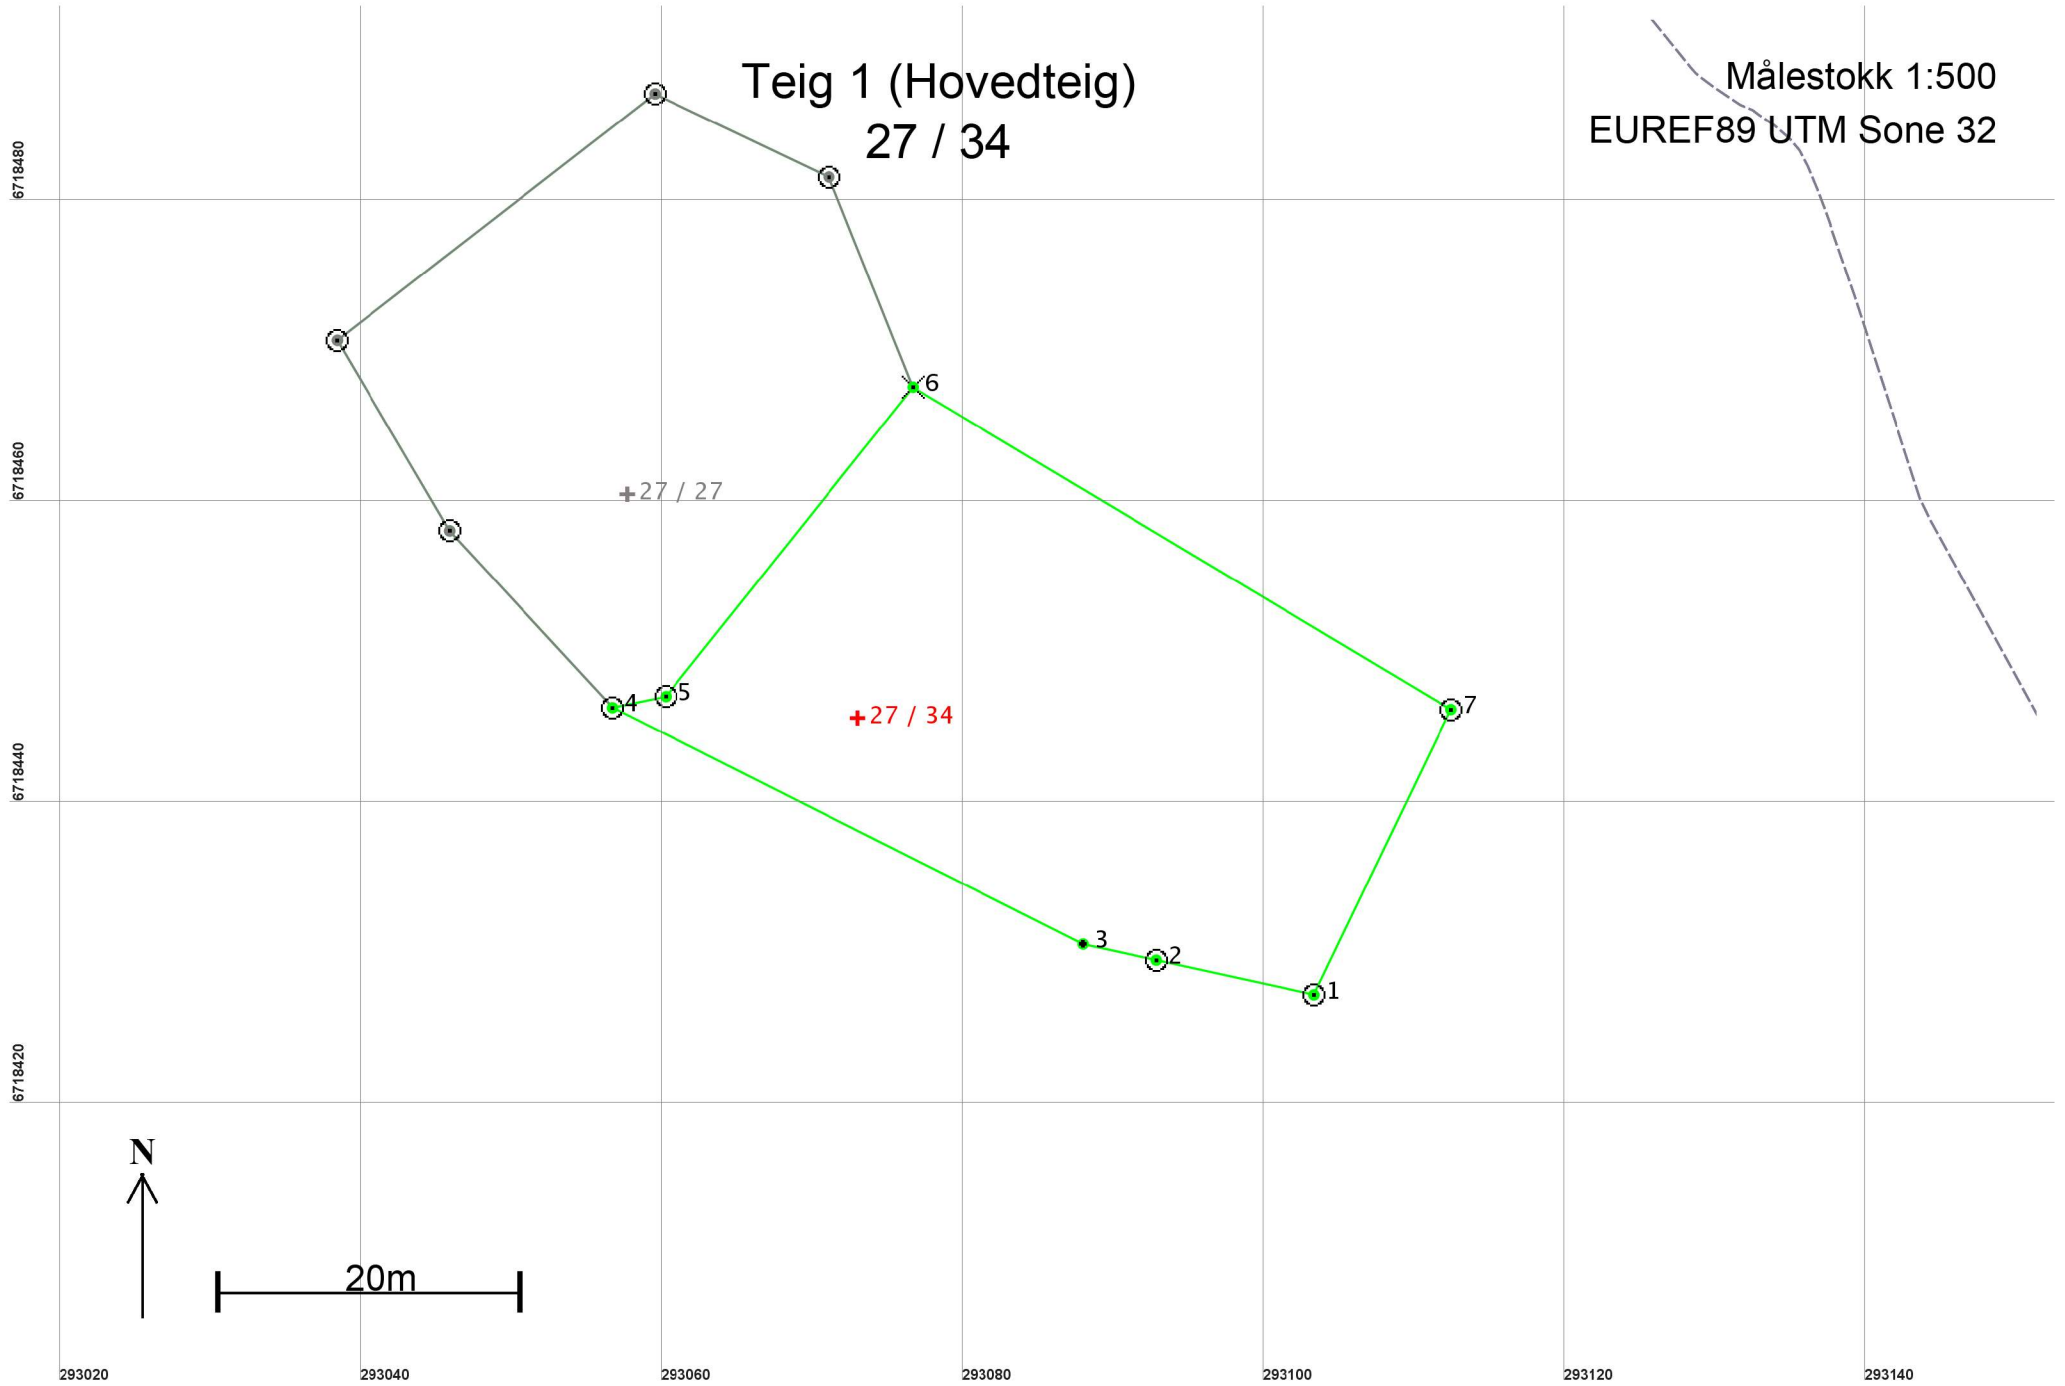 Teig 1 (Hovedteig)
27 / 34
Målestokk 1:500
EUREF89 UTM Sone 32
6718480
6
6718460
27 / 27
4
5
27 / 34
7
6718440
3
2
1
6718420
N
20m
293020
293040
293060
293080
293100
293120
293140